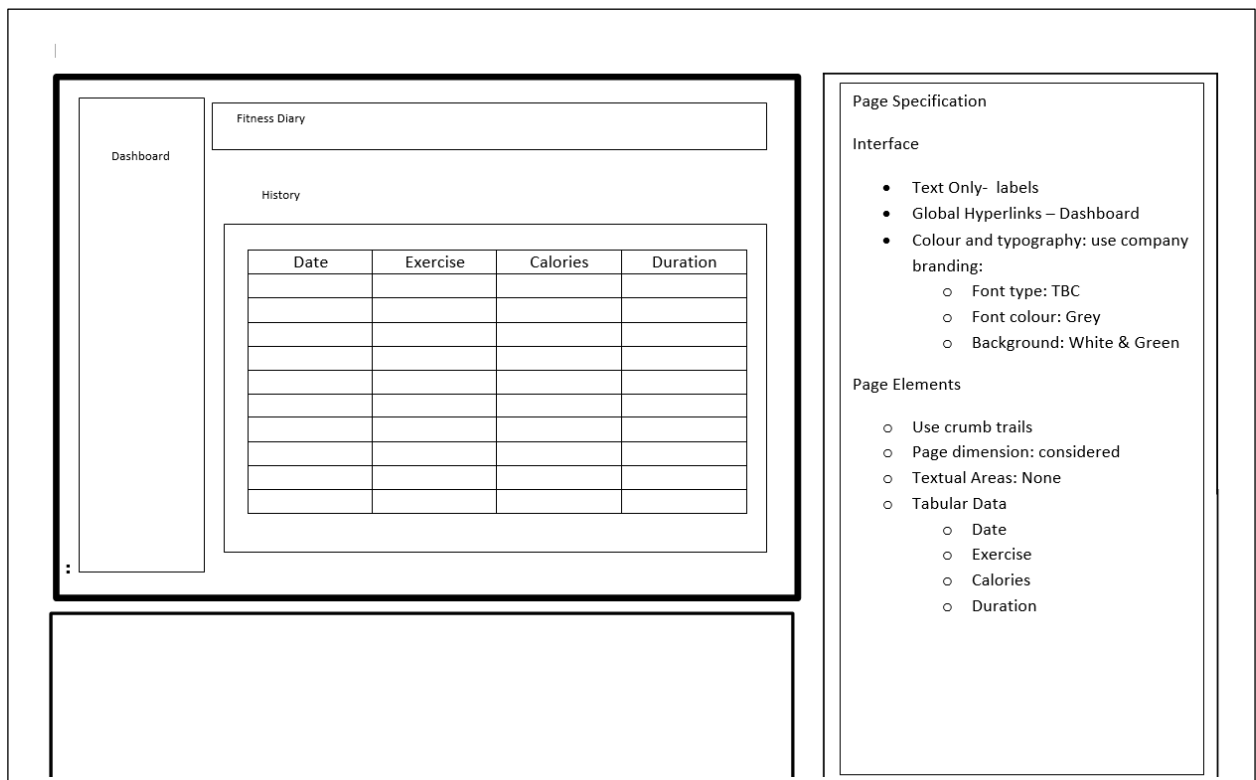 Dashboard
Fitness Diary
History
Date Exercise Calories Duration
:
Page Specification
Interface
• Text Only- labels
• Global Hyperlinks – Dashboard
• Colour and typography: use company
branding:
o Font type: TBC
o Font colour: Grey
o Background: White & Green
Page Elements
o Use crumb trails
o Page dimension: considered
o Textual Areas: None
o Tabular Data
o Date
o Exercise
o Calories
o Duration